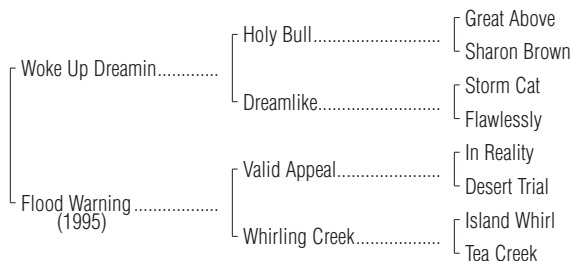 Great Above
Holy Bull
Sharon Brown
Woke Up Dreamin
Storm Cat
Dreamlike
Flawlessly
In Reality
Valid Appeal
Desert Trial
Flood Warning
(1995)
Island Whirl
Whirling Creek
Tea Creek